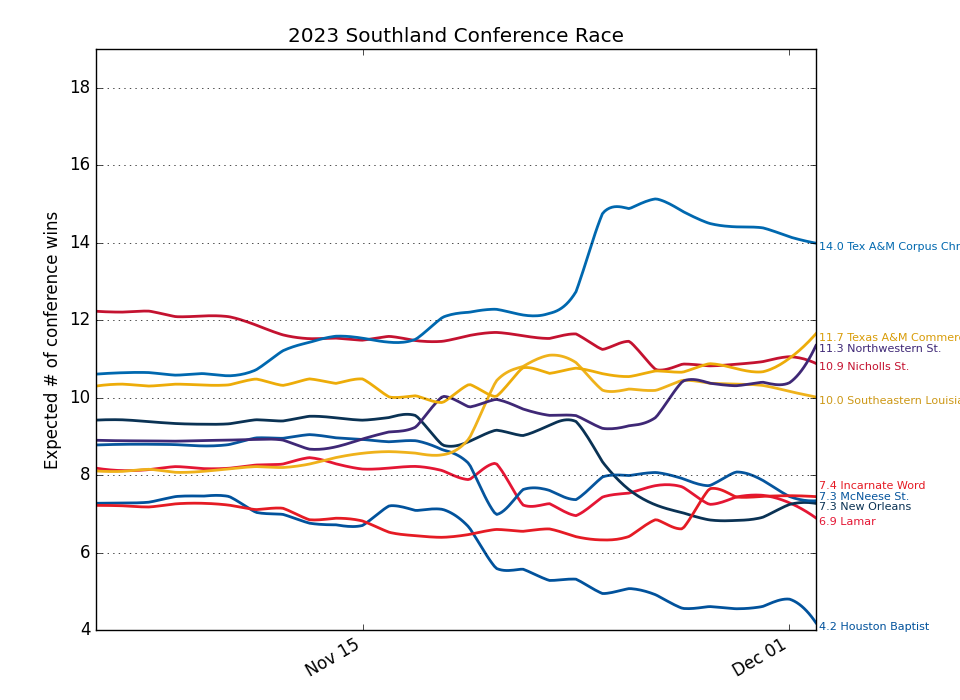 2023 Southland Conference Race
Expected # of conference wins
18
16
14
12
10
8
6
4
Nov 15
Dec 01
14.0 Tex A&M Corpus Chr
11.7 Texas A&M Commerc
11.3 Northwestern St.
10.9 Nicholls St.
10.0 Southeastern Louisia
7.4 Incarnate Word
7.3 McNeese St.
7.3 New Orleans
6.9 Lamar
4.2 Houston Baptist